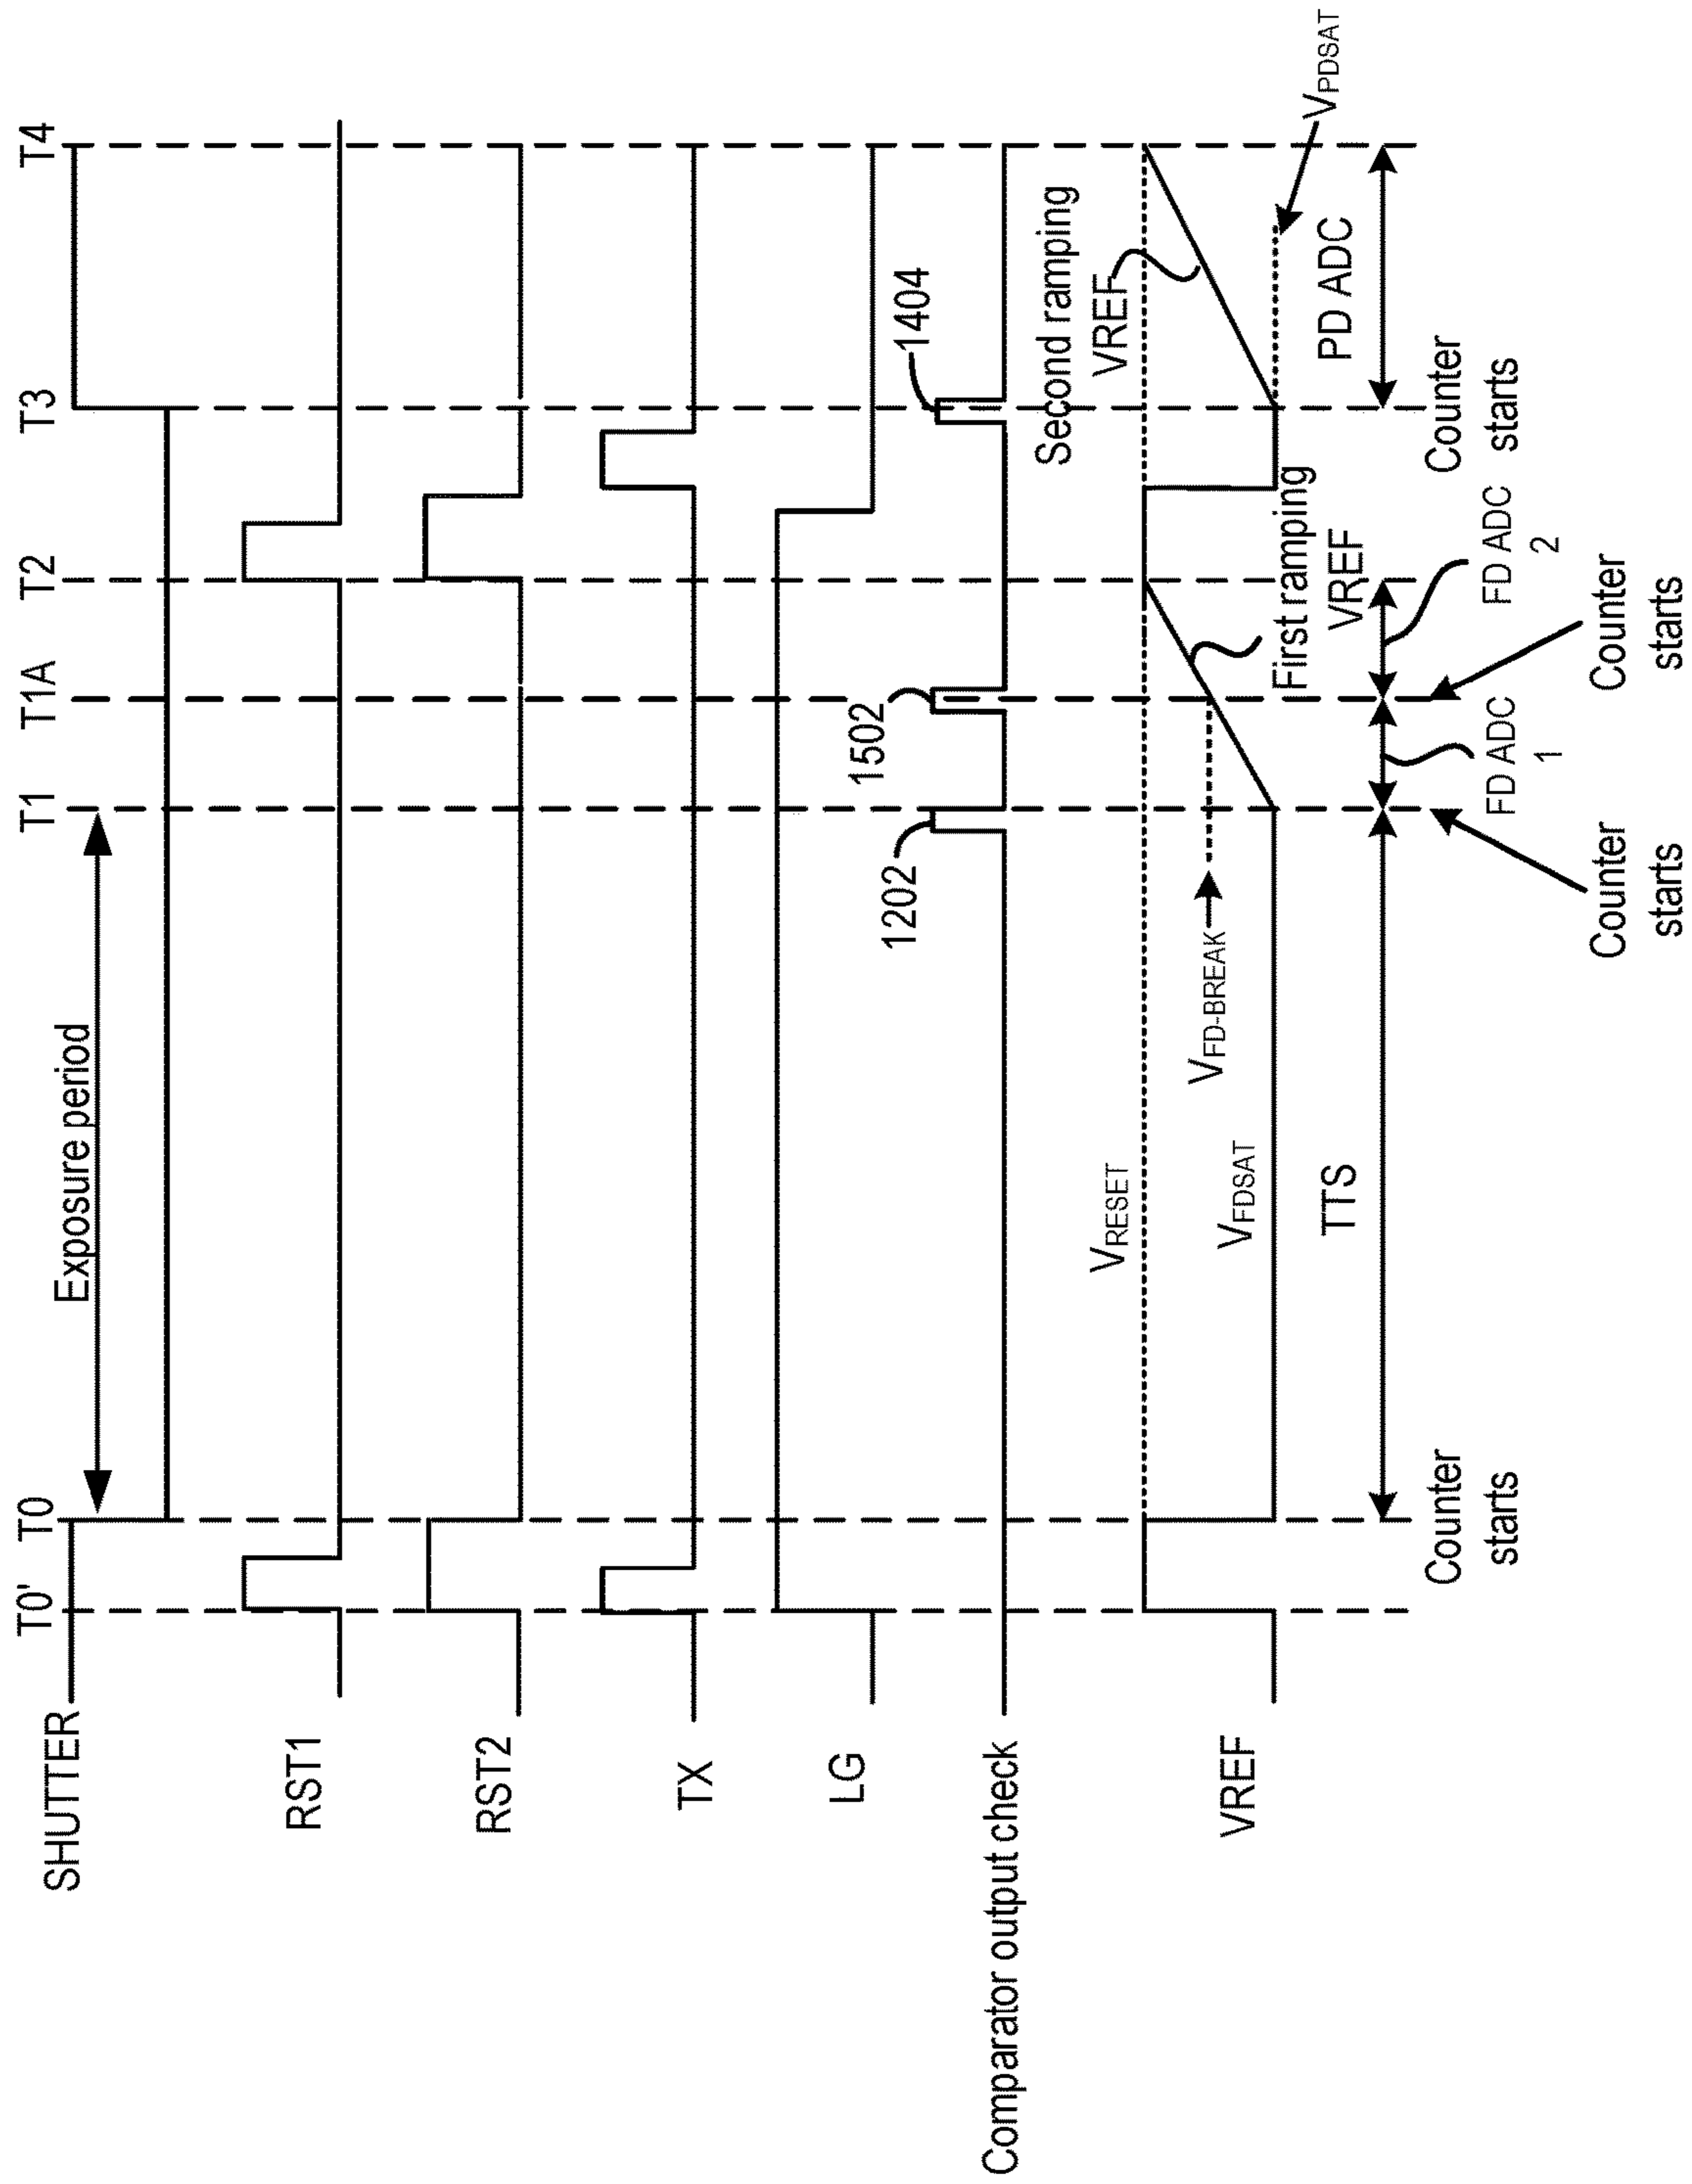 T0'
T0
T1
T1A
T2
T3
T4
SHUTTER
Exposure period
RST1
RST2
TX
LG
Comparator output check
1202
1502
1404
VREF
VRESET
VFDSAT
VFD-BREAK
First ramping
VREF
Second ramping
VREF
VPDSAT
TTS
FD ADC
1
FD ADC
2
PD ADC
Counter
starts
Counter
starts
Counter
starts
Counter
starts